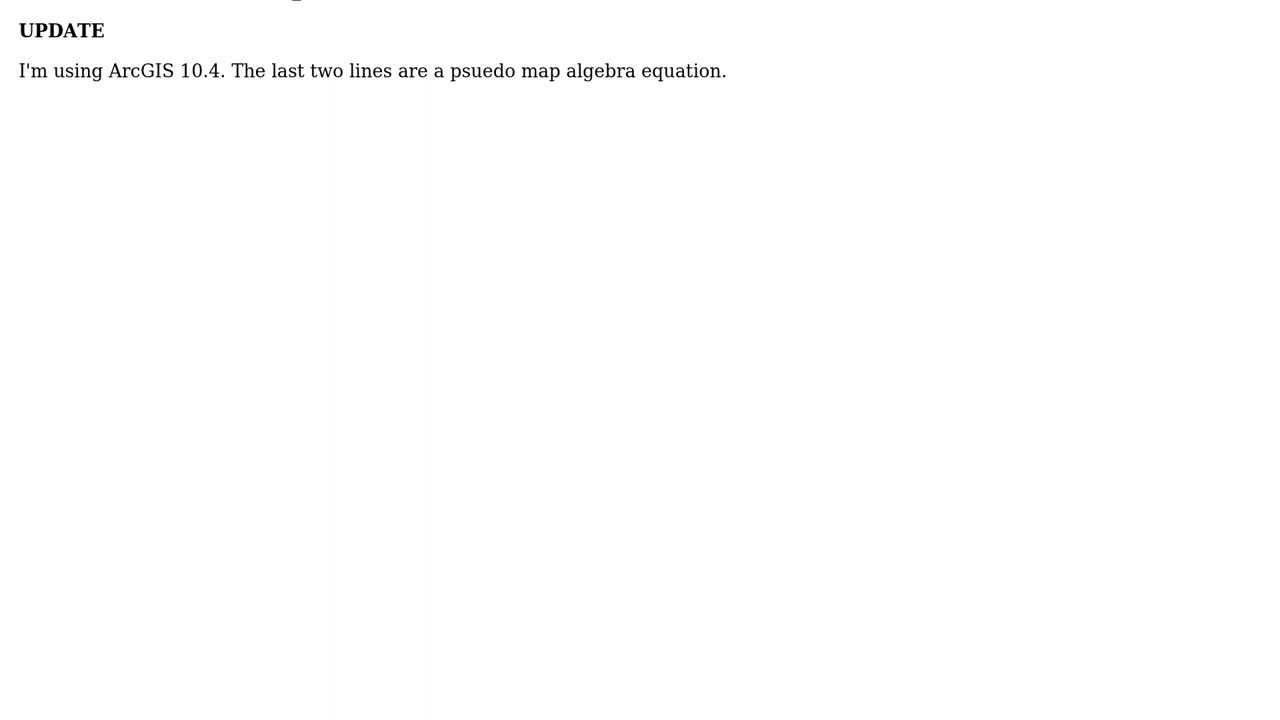 UPDATE
I'm using ArcGIS 10.4. The last two lines are a psuedo map algebra equation.